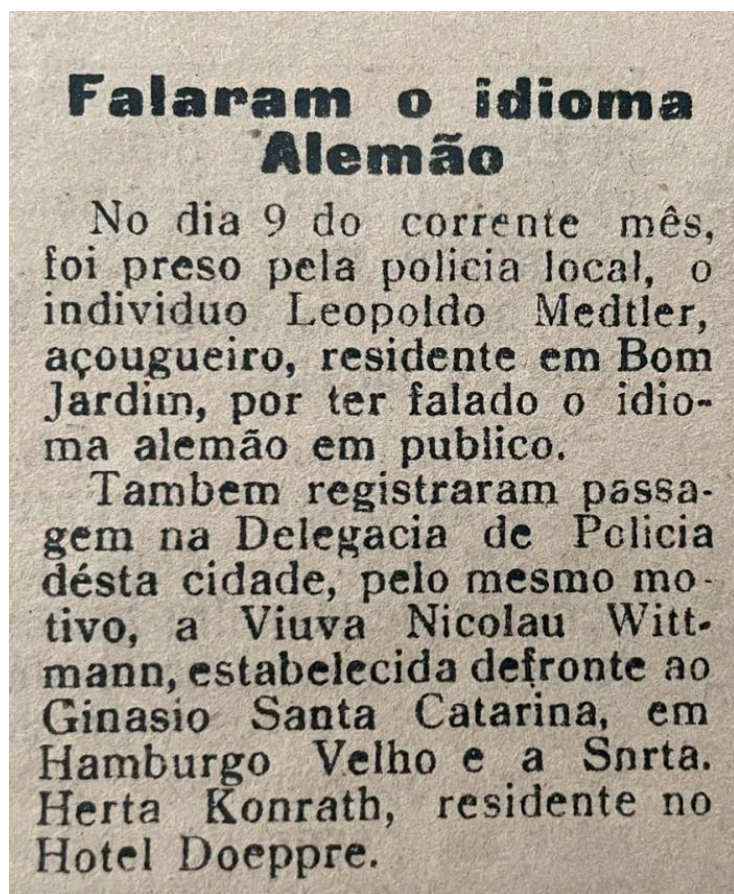 Falaram o idioma
Alemão
No dia 9 do corrente mês,
foi preso pela policia local, o
individuo Leopoldo Medtler,
açougueiro, residente em Bom
Jardim, por ter falado o idio-
ma alemão em publico.
Tambem registraram passa-
gem na Delegacia de Policia
désta cidade, pelo mesmo mo-
tivo, a Viuva Nicolau Witt-
mann, estabelecida defronte ao
Ginasio Santa Catarina, em
Hamburgo Velho e a Snrta.
Herta Konrath, residente no
Hotel Doeppre.